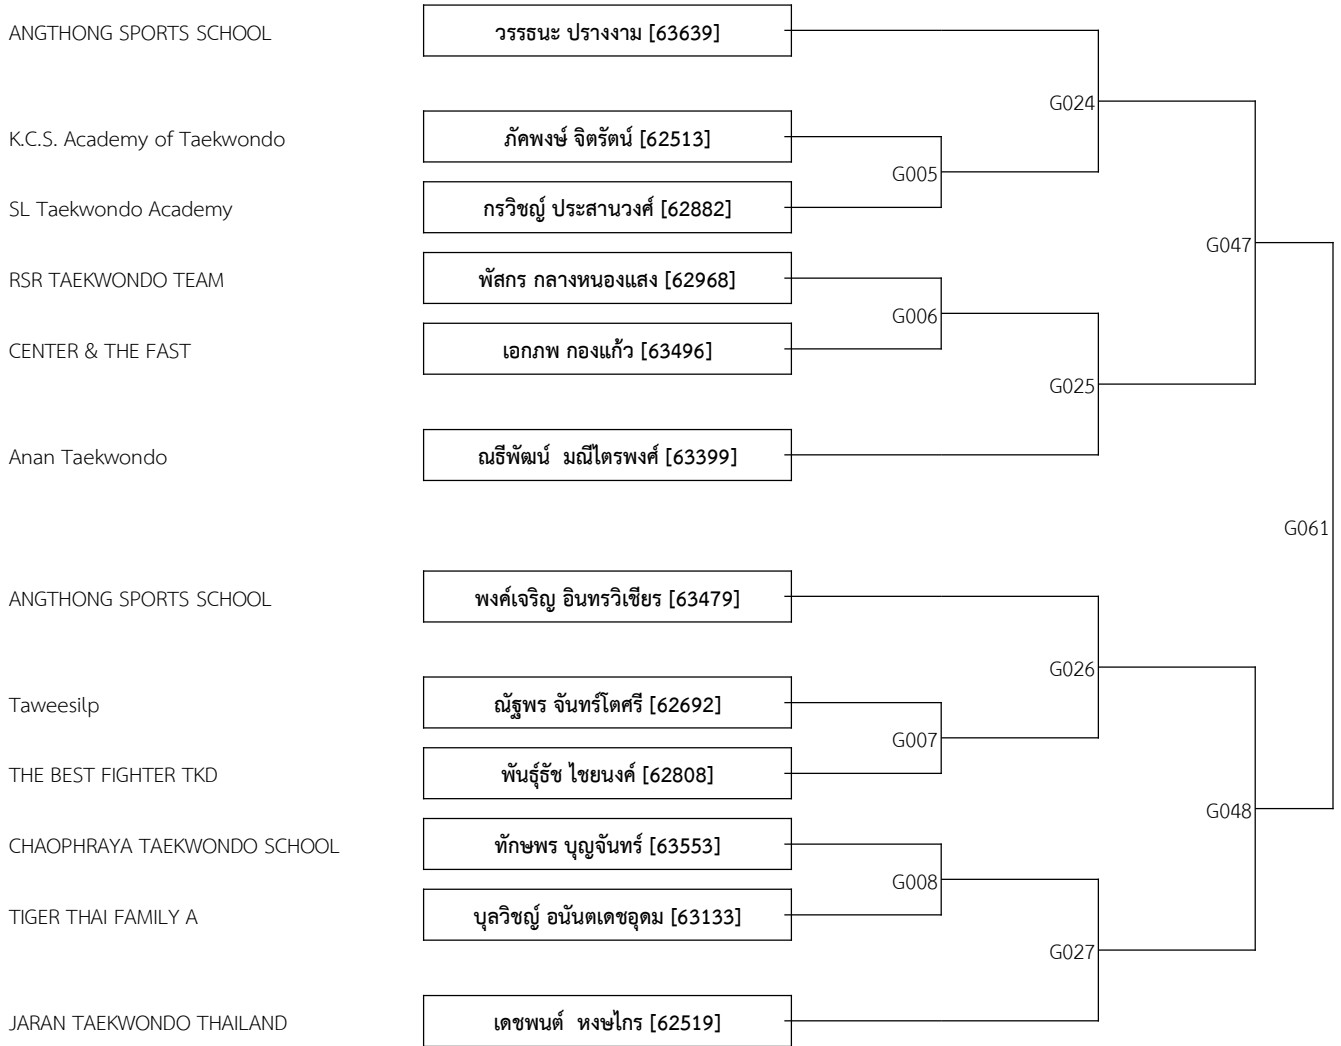 ANGTHONG SPORTS SCHOOL
วรรธนะ ปรางงาม [63639]
G024
K.C.S. Academy of Taekwondo
ภัคพงษ์ จิตรัตน์ [62513]
G005
SL Taekwondo Academy
กรวิชญ์ ประสานวงศ์ [62882]
G047
RSR TAEKWONDO TEAM
พัสกร กลางหนองแสง [62968]
G006
CENTER & THE FAST
เอกภพ กองแก้ว [63496]
G025
Anan Taekwondo
ณธีพัฒน์  มณีไตรพงศ์ [63399]
G061
ANGTHONG SPORTS SCHOOL
พงค์เจริญ อินทรวิเชียร [63479]
G026
Taweesilp
ณัฐพร จันทร์โตศรี [62692]
G007
THE BEST FIGHTER TKD
พันธุ์ธัช ไชยนงค์ [62808]
G048
CHAOPHRAYA TAEKWONDO SCHOOL
ทักษพร บุญจันทร์ [63553]
G008
TIGER THAI FAMILY A
บุลวิชญ์ อนันตเดชอุดม [63133]
G027
JARAN TAEKWONDO THAILAND
เดชพนต์  หงษไกร [62519]